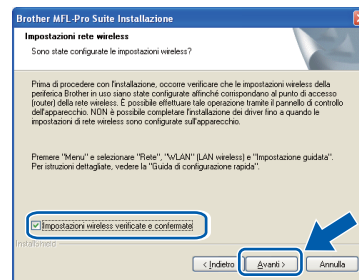 Brother MFL-Pro Suite Installazione
Impostazioni rete wireless
Sono state configurate le impostazioni wireless?
Prima di procedere con l'installazione, occorre verificare che le impostazioni wireless della
periferica Brother in uso siano state configurate affinché corrispondano al punto di accesso
(router) della rete wireless. È possibile effettuare tale operazione tramite il pannello di controllo
dell'apparecchio. NON è possibile completare l'installazione dei driver fino a quando le
impostazioni di rete wireless sono configurate sull'apparecchio.
Premere "Menu" e selezionare "Rete", "WLAN" (LAN wireless) e "Impostazione guidata".
Per istruzioni dettagliate, vedere la "Guida di configurazione rapida".
Impostazioni wireless verificate e confermate
InstallShield
< Indietro
Avanti >
Annulla